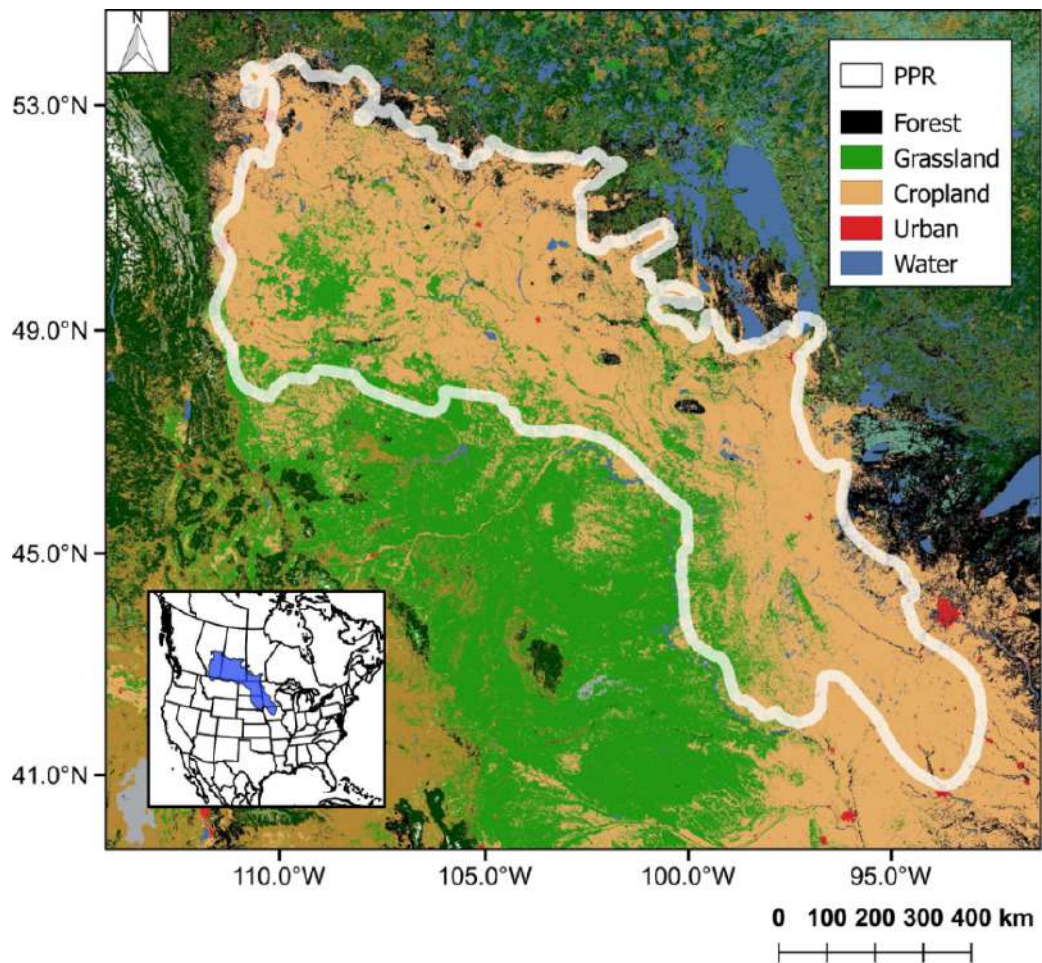 N
PPR
Forest
Grassland
Cropland
Urban
Water
53.0°N
49.0°N
45.0°N
41.0°N
110.0°W 105.0°W 100.0°W 95.0°W
0 100 200 300 400 km